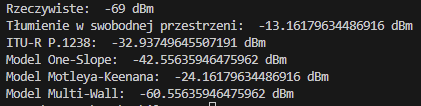 Rzeczywiste:  -69 dBm
Tłumienie w swobodnej przestrzeni:  -13.16179634486916 dBm
ITU-R P.1238:  -32.93749645507191 dBm
Model One-Slope:  -42.55635946475962 dBm
Model Motleya-Keenana:  -24.16179634486916 dBm
Model Multi-Wall:  -60.55635946475962 dBm